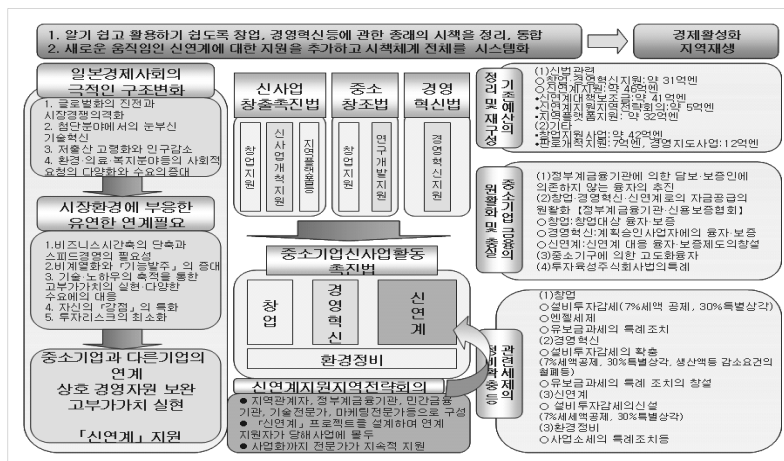 1. 알기 쉽고 활용하기 쉽도록 창업, 경영혁신등에 관한 종래의 시책을 정리, 통합
2. 새로운 움직임인 신연계에 대한 지원을 추가하고 시책체계 전체를 시스템화
경제활성화
지역재생
일본경제사회의
극적인 구조변화
1. 글로벌화의 진전과
시장경쟁의격화
2. 첨단분야에서의 눈부신
기술혁신
3. 저출산 고령화와 인구감소
4. 환경·의료·복지분야등의 사회적
요청의 다양화와 수요의증대
시장환경에 부응한
유연한 연계필요
1.비즈니스시간축의 단축과
스피드경영의 필요성
2.비계열화와 「기능발주」의 증대
3. 기술·노하우의 축적을 통한
고부가가치의 실현·다양한
수요에의 대응
4. 자신의 「강점」의 특화
5. 투자리스크의 최소화
중소기업과 다른기업의
연계
상호 경영자원 보완
고부가가치 실현
「신연계」 지원
신사업
창출촉진법
창업지원
신사업개척지원
지역플랫폼등
중소
창조법
창업지원
연구개발지원
경영
혁신법
경영혁신지원
중소기업신사업활동
촉진법
창업
경영혁신
신연계
환경정비
신연계지원지역전략회의
● 지역관계자, 정부계금융기관, 민간금융
기관, 기술전문가, 마케팅전문가등으로 구성
● 「신연계」프로젝트를 설계하며 연계
지원자가 당해사업에 몰두
● 사업화까지 전문가가 지속적 지원
기존예산의
정리 및 재구성
(1)신법관련
○창업·경영혁신지원: 약 31억엔
○신연계지원: 약 46억엔
•신연계대책보조금: 약 41억엔
•신연계지원지역전략회의: 약 5억엔
•지역플랫폼지원: 약 32억엔
(2)기타
•창업지원사업: 약 42억엔
•판로개척지원: 7억엔, 경영지도사업: 12억엔
중소기업 금융의
원활화 및 충실
(1)정부계금융기관에 의한 담보·보증인에
의존하지 않는 융자의 추진
(2)창업·경영혁신·신연계로의 자금공급의
원활화 【정부계금융기관·신용보증협회】
○창업:창업대상 융자·보증
○경영혁신:계획승인사업자에의 융자·보증
○신연계:신연계 대응 융자·보증제도의창설
(3)중소기구에 의한 고도화융자
(4)투자육성주식회사법의특례
관련세제의
정비확충 등
(1)창업
○설비투자감세(7%세액 공제, 30%특별상각)
○엔젤세제
○유보금과세의 특례조치
(2)경영혁신
○설비투자감세의 확충
(7%세액공제, 30%특별상각, 생산액등 감소요건의
철폐등)
○유보금과세의 특례 조치의 창설
(3)신연계
○ 설비투자감세의신설
(7%세세액공제, 30%특별상각)
(3)환경정비
○사업소세의 특례조치등